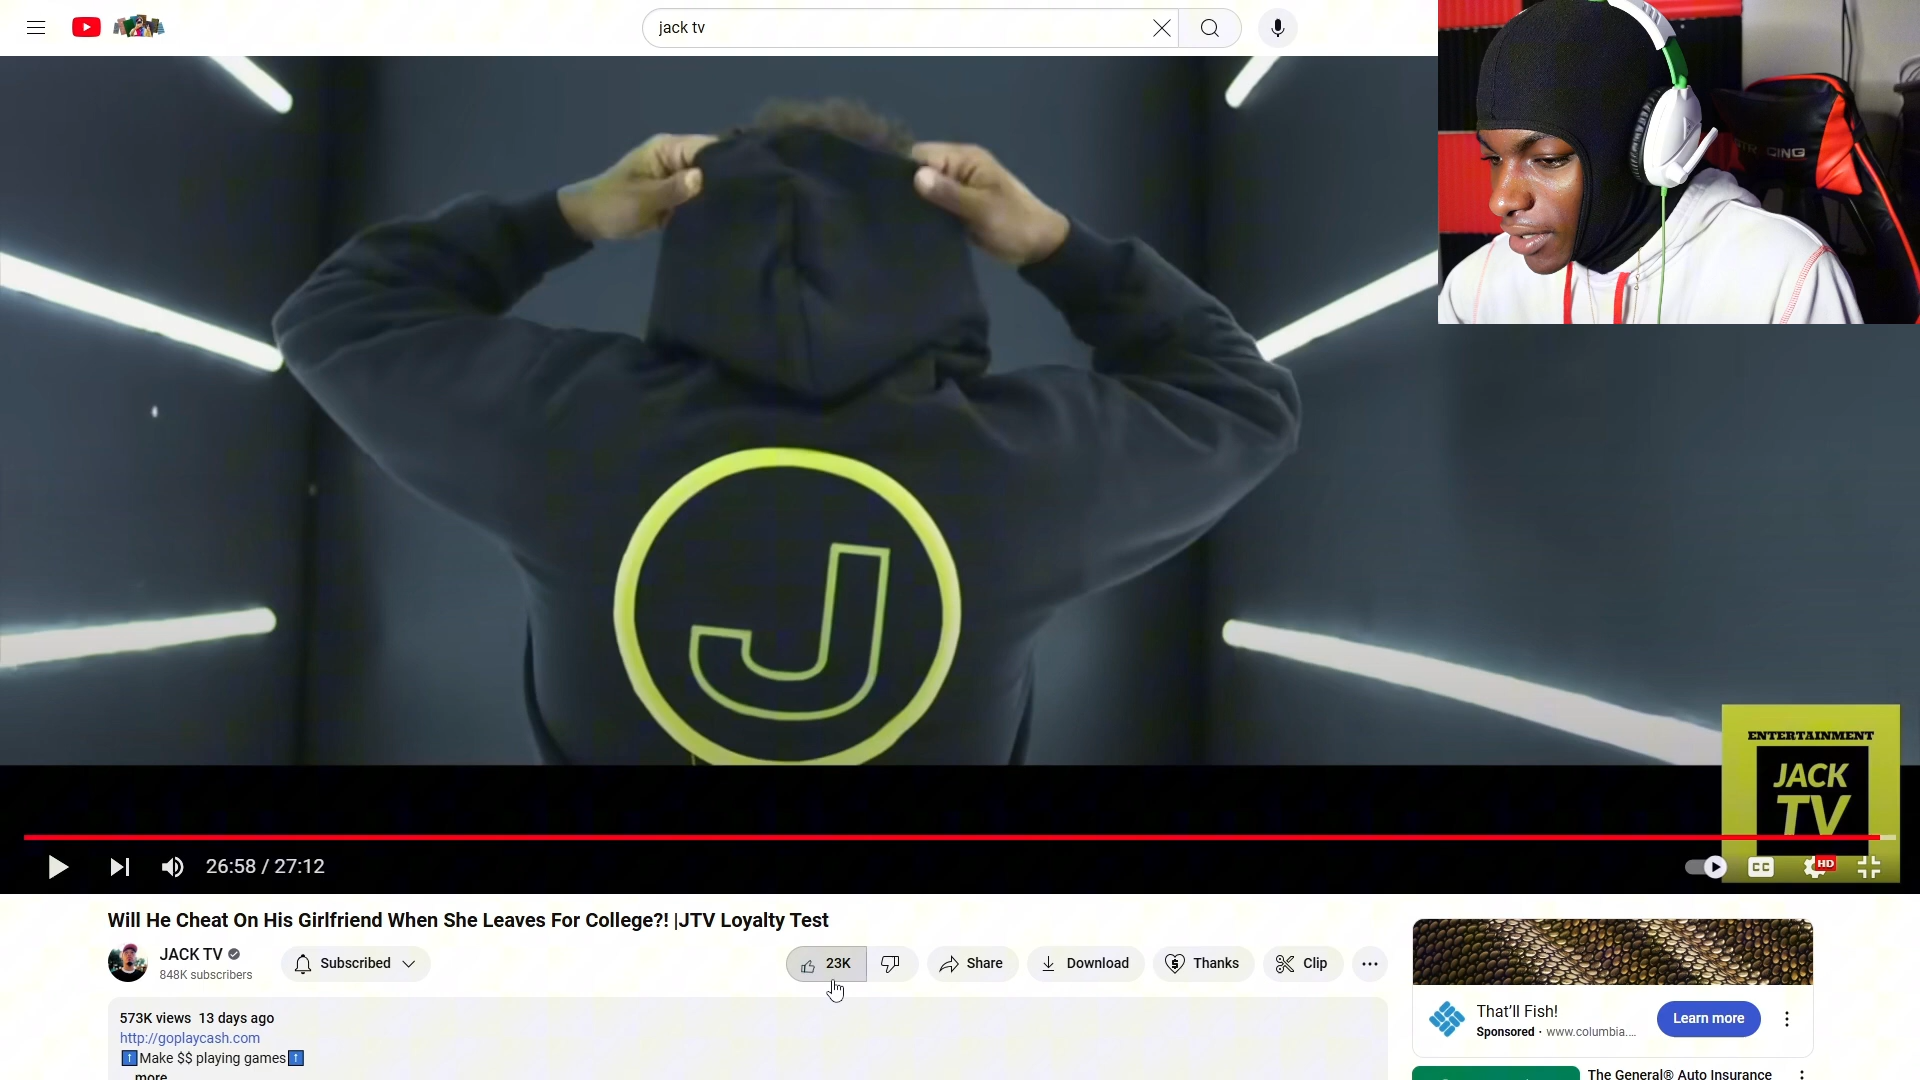 jack tv
ENTERTAINMENT
JACK
TV
J
26:58 / 27:12
CC
HD
Will He Cheat On His Girlfriend When She Leaves For College?! |JTV Loyalty Test
JACK TV
848K subscribers
Subscribed
23K
Share
Download
Thanks
Clip
573K views 13 days ago
http://goplaycash.com
Make $$ playing games
...more
That'll Fish!
Sponsored · www.columbia....
Learn more
The General® Auto Insurance